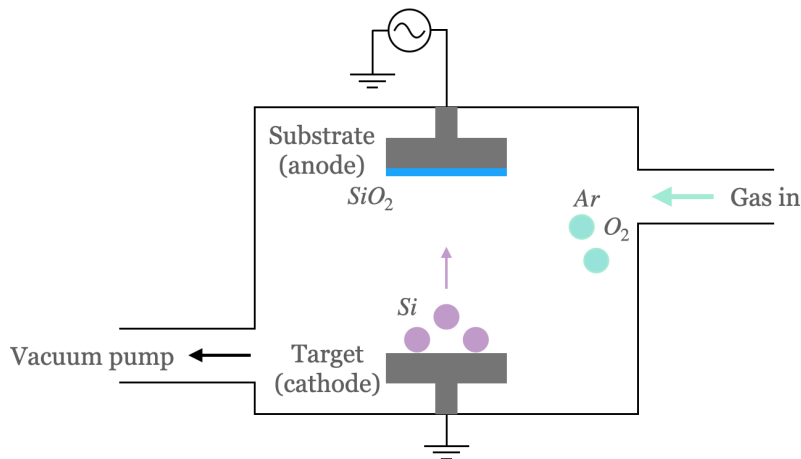 Substrate
(anode)
SiO₂
Ar
O₂
Gas in
Si
Vacuum pump
Target
(cathode)